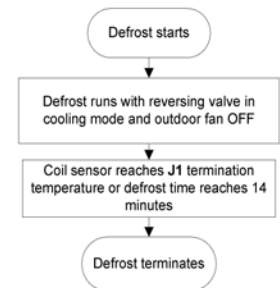 Defrost starts
Defrost runs with reversing valve in
cooling mode and outdoor fan OFF
Coil sensor reaches J1 termination
temperature or defrost time reaches 14
minutes
Defrost terminates